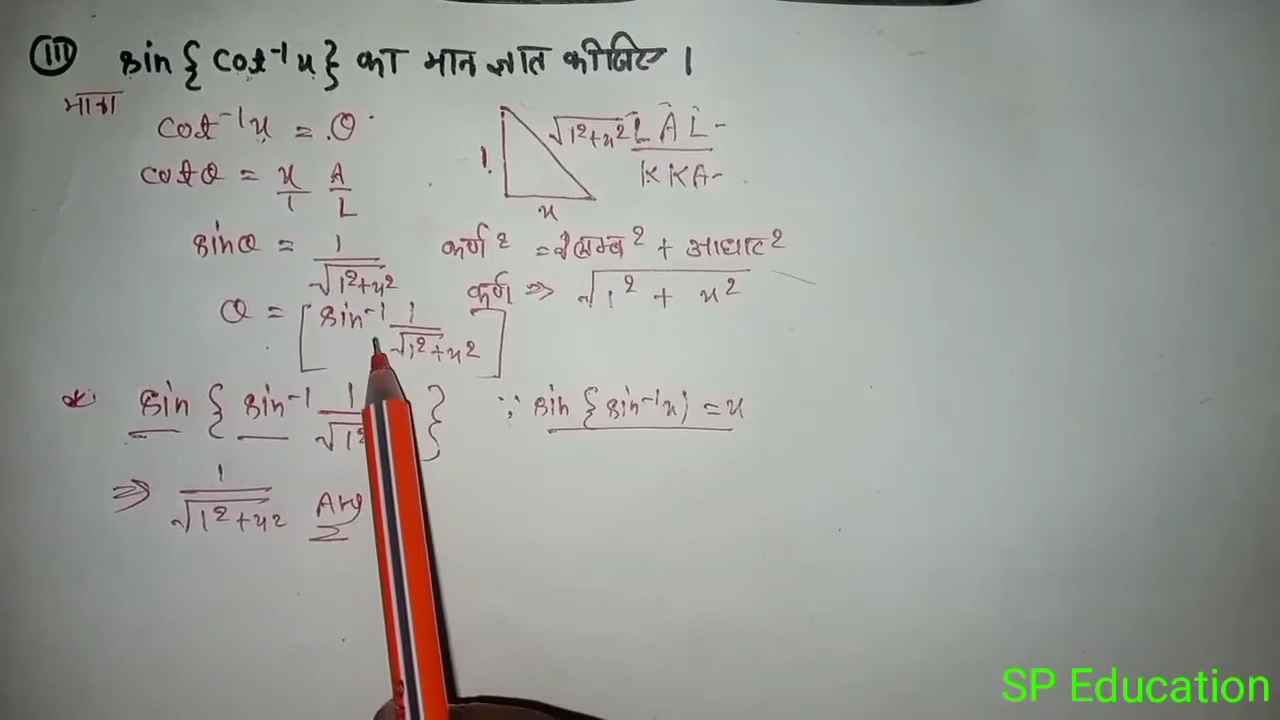 (III) sin{cot⁻¹x} का मान ज्ञात कीजिए।
माना
cot⁻¹x = θ
cotθ = x/1 A/L
1 x √1²+x²
L A L
K K A
sinθ = 1/√1²+x²
कर्ण² = लम्ब² + आधार²
कर्ण ⇒ √1² + x²
θ = [sin⁻¹ 1/√1²+x²]
sin{sin⁻¹ 1/√1² }
∵ sin{sin⁻¹x) = x
⇒ 1/√1²+x² Ans
SP Education